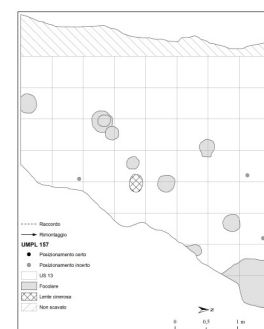 Raccordo
Rimontaggio
UMPL 157
Posizionamento certo
Posizionamento incerto
US 13
Focolare
Lente cinerosa
Non scavato
N
0 0,5 1 m